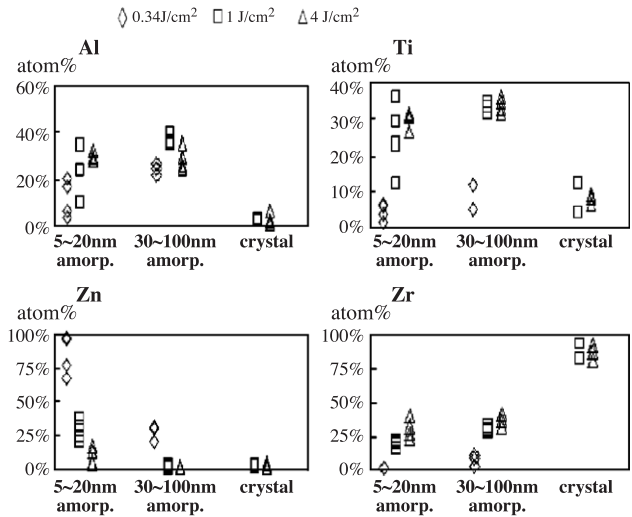 0.34J/cm² 1 J/cm² 4 J/cm²
Al
atom%
60%
40%
20%
0%
5~20nm 30~100nm crystal
amorp. amorp.
Ti
atom%
40%
30%
20%
10%
0%
5~20nm 30~100nm crystal
amorp. amorp.
Zn
atom%
100%
75%
50%
25%
0%
5~20nm 30~100nm crystal
amorp. amorp.
Zr
atom%
100%
75%
50%
25%
0%
5~20nm 30~100nm crystal
amorp. amorp.